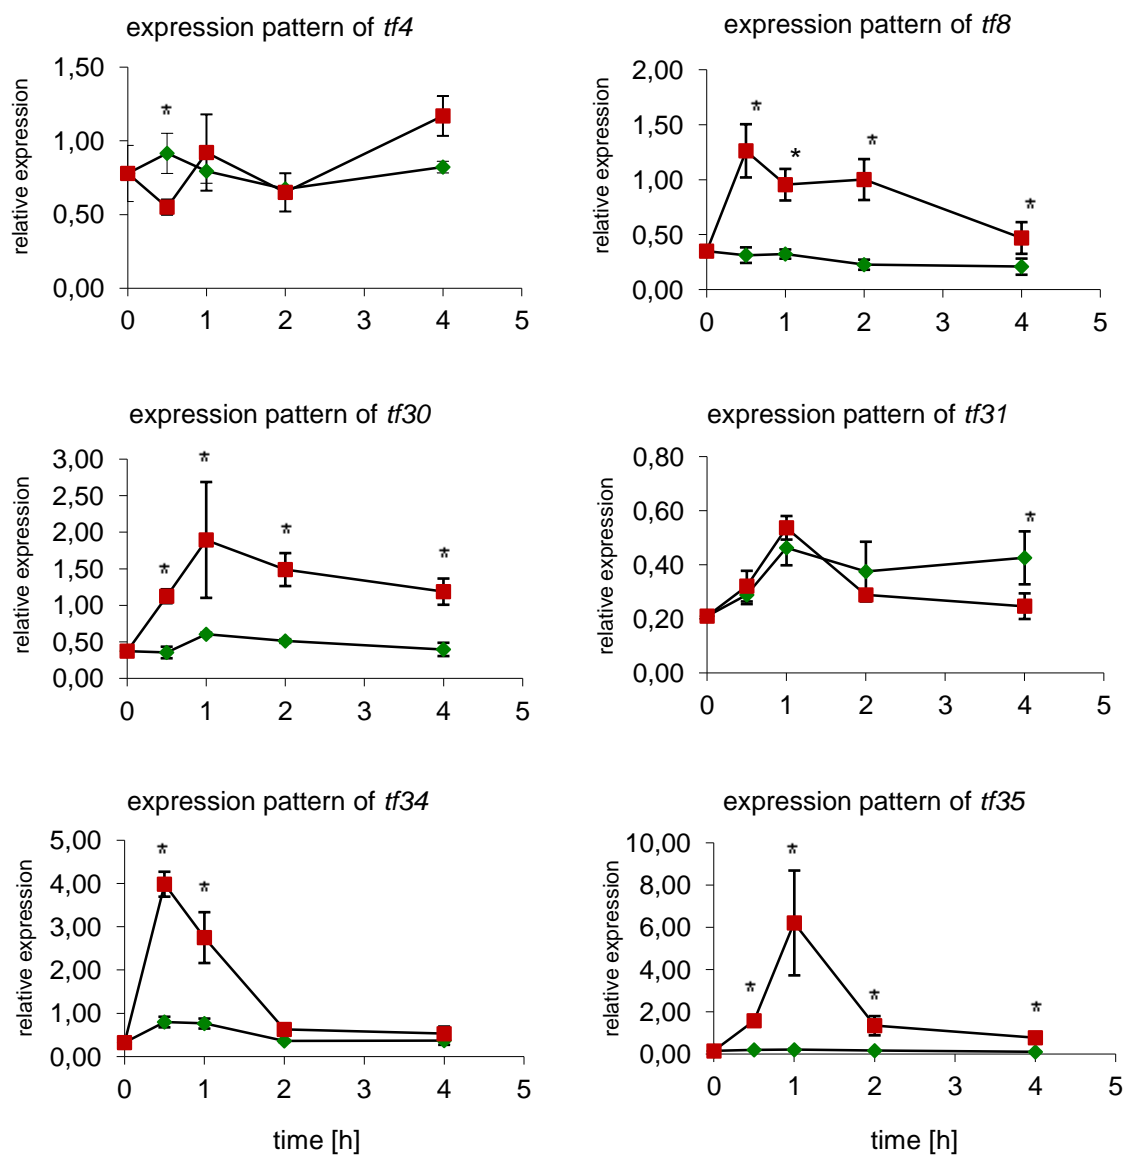 expression pattern of tf4
relative expression
1,50
1,00
0,50
0,00
0 1 2 3 4 5
*
expression pattern of tf8
relative expression
2,00
1,50
1,00
0,50
0,00
0 1 2 3 4 5
* * * *
expression pattern of tf30
relative expression
3,00
2,50
2,00
1,50
1,00
0,50
0,00
0 1 2 3 4 5
* * * *
expression pattern of tf31
relative expression
0,80
0,60
0,40
0,20
0,00
0 1 2 3 4 5
*
expression pattern of tf34
relative expression
5,00
4,00
3,00
2,00
1,00
0,00
0 1 2 3 4 5
* *
time [h]
expression pattern of tf35
relative expression
10,00
8,00
6,00
4,00
2,00
0,00
0 1 2 3 4 5
* * * *
time [h]